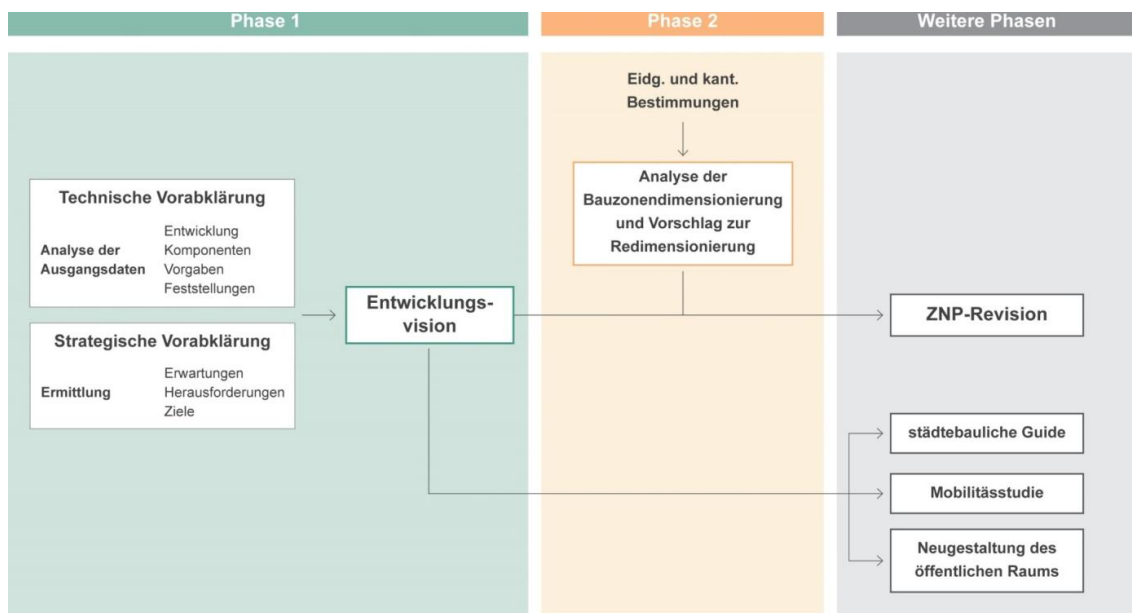 Phase 1
Phase 2
Weitere Phasen
Technische Vorabklärung
Analyse der
Ausgangsdaten
Entwicklung
Komponenten
Vorgaben
Feststellungen
Strategische Vorabklärung
Ermittlung
Erwartungen
Herausforderungen
Ziele
Entwicklungs-
vision
Eidg. und kant.
Bestimmungen
Analyse der
Bauzonendimensionierung
und Vorschlag zur
Redimensionierung
ZNP-Revision
städtebauliche Guide
Mobilitässtudie
Neugestaltung des
öffentlichen Raums